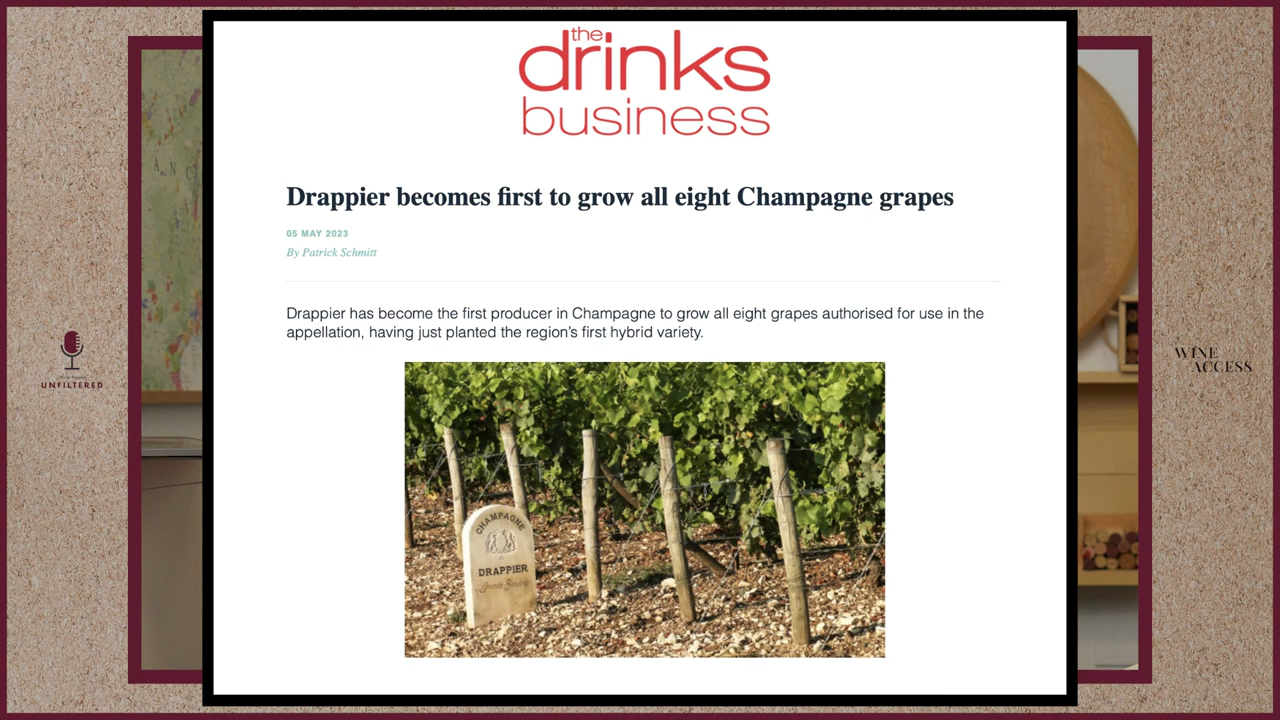 the
drinks
business
Drappier becomes first to grow all eight Champagne grapes
05 MAY 2023
By Patrick Schmitt
Drappier has become the first producer in Champagne to grow all eight grapes authorised for use in the
appellation, having just planted the region's first hybrid variety.
A N C
CHAMPAGNE
DRAPPIER
Grande Sendrée
UNFILTERED
WINE
ACCESS